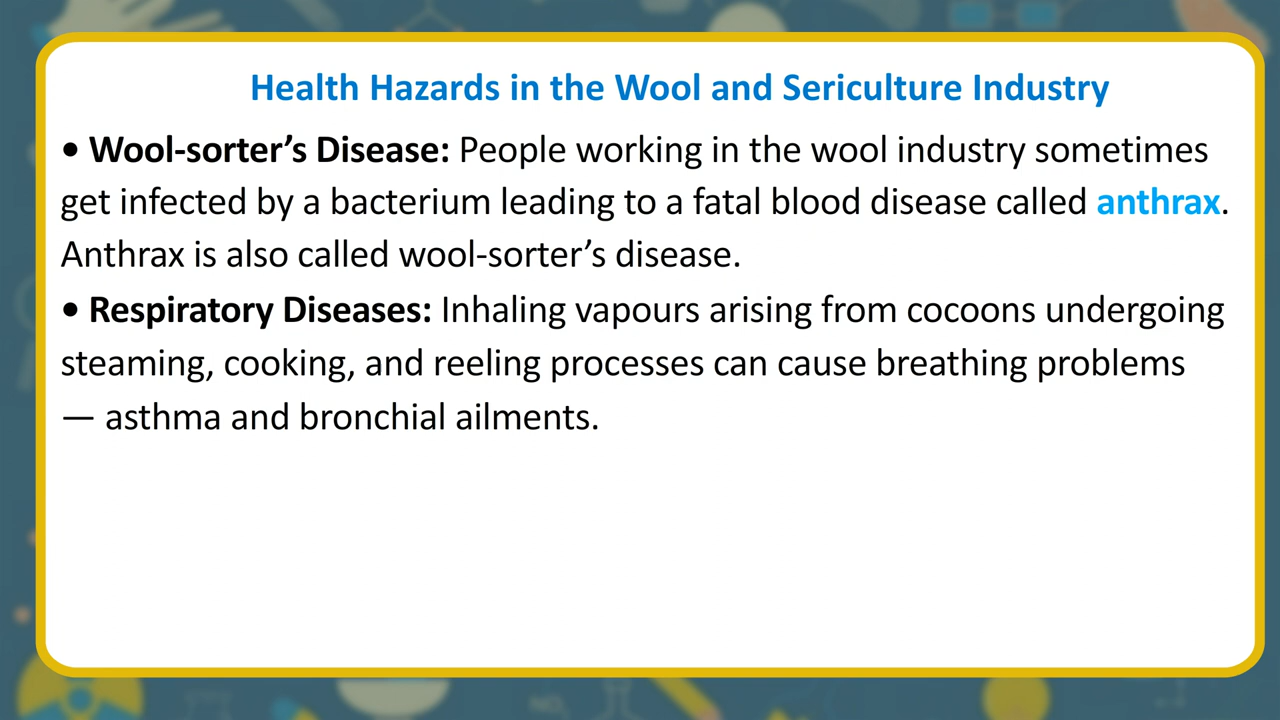 Health Hazards in the Wool and Sericulture Industry
• Wool-sorter’s Disease: People working in the wool industry sometimes
get infected by a bacterium leading to a fatal blood disease called anthrax.
Anthrax is also called wool-sorter’s disease.
• Respiratory Diseases: Inhaling vapours arising from cocoons undergoing
steaming, cooking, and reeling processes can cause breathing problems
— asthma and bronchial ailments.